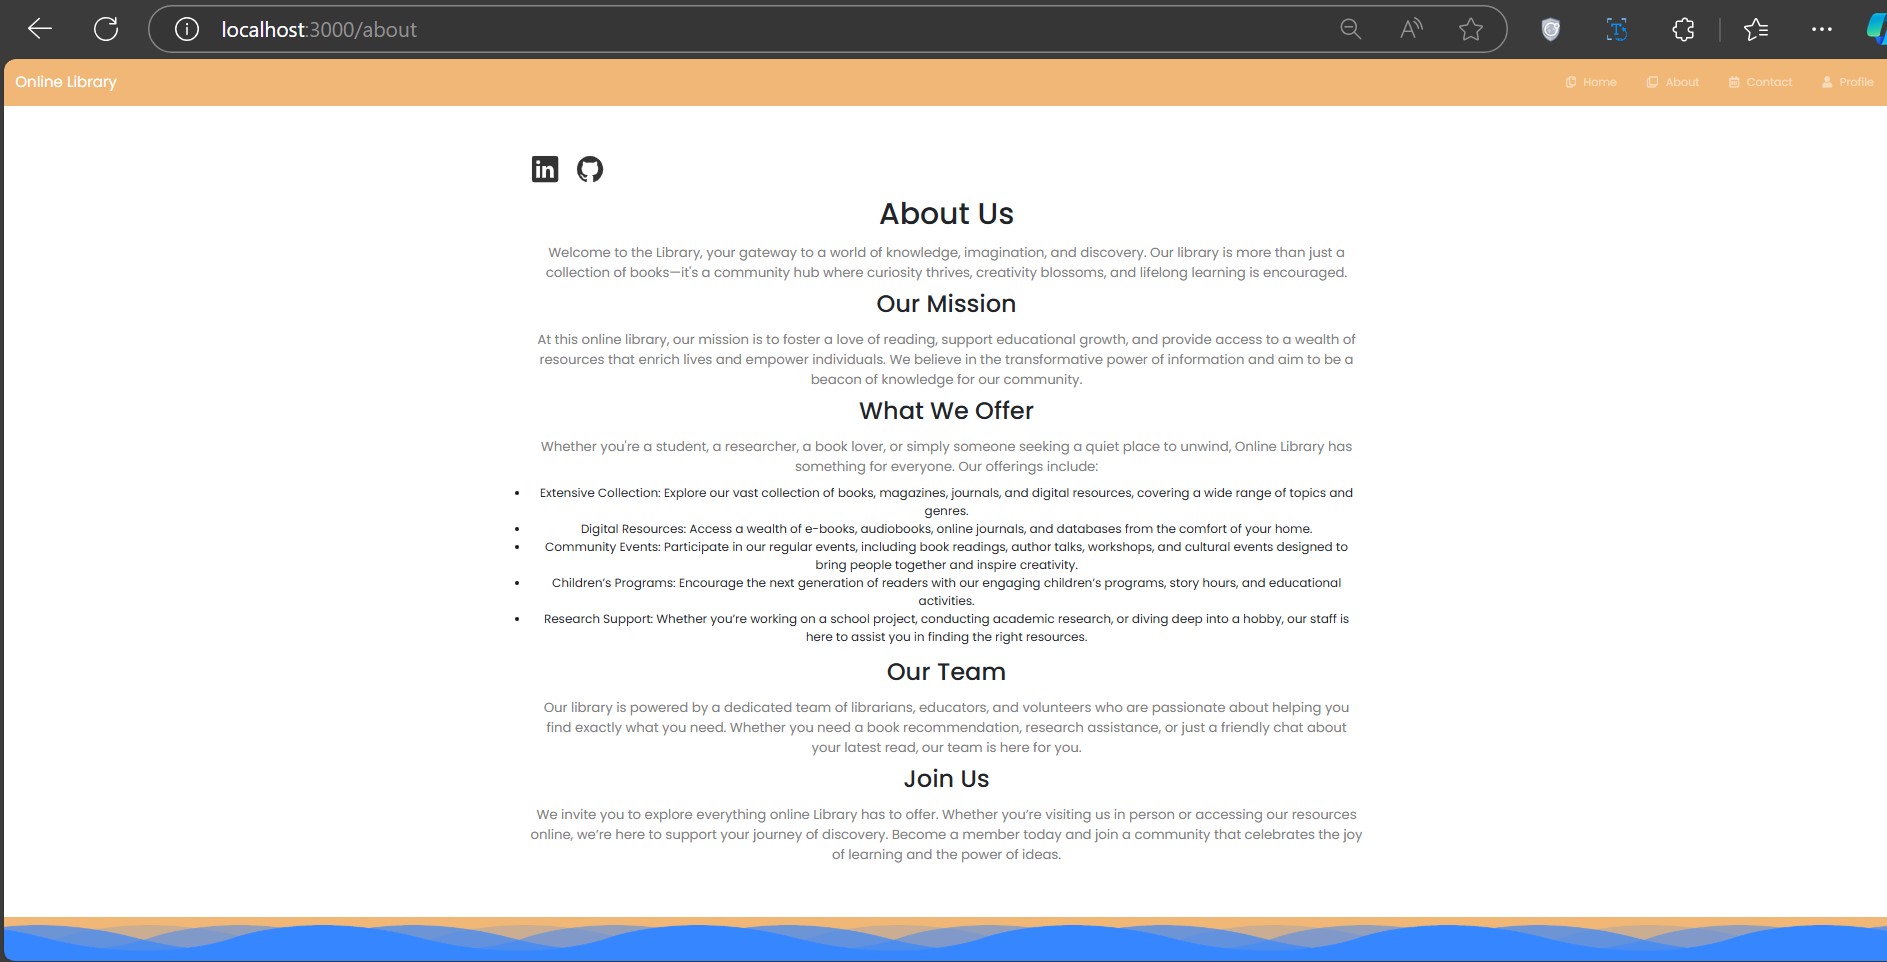 localhost:3000/about
Online Library
Home
About
Contact
Profile
in
About Us
Welcome to the Library, your gateway to a world of knowledge, imagination, and discovery. Our library is more than just a
collection of books—it's a community hub where curiosity thrives, creativity blossoms, and lifelong learning is encouraged.
Our Mission
At this online library, our mission is to foster a love of reading, support educational growth, and provide access to a wealth of
resources that enrich lives and empower individuals. We believe in the transformative power of information and aim to be a
beacon of knowledge for our community.
What We Offer
Whether you're a student, a researcher, a book lover, or simply someone seeking a quiet place to unwind, Online Library has
something for everyone. Our offerings include:
• Extensive Collection: Explore our vast collection of books, magazines, journals, and digital resources, covering a wide range of topics and
genres.
• Digital Resources: Access a wealth of e-books, audiobooks, online journals, and databases from the comfort of your home.
• Community Events: Participate in our regular events, including book readings, author talks, workshops, and cultural events designed to
bring people together and inspire creativity.
• Children’s Programs: Encourage the next generation of readers with our engaging children’s programs, story hours, and educational
activities.
• Research Support: Whether you’re working on a school project, conducting academic research, or diving deep into a hobby, our staff is
here to assist you in finding the right resources.
Our Team
Our library is powered by a dedicated team of librarians, educators, and volunteers who are passionate about helping you
find exactly what you need. Whether you need a book recommendation, research assistance, or just a friendly chat about
your latest read, our team is here for you.
Join Us
We invite you to explore everything online Library has to offer. Whether you’re visiting us in person or accessing our resources
online, we’re here to support your journey of discovery. Become a member today and join a community that celebrates the joy
of learning and the power of ideas.